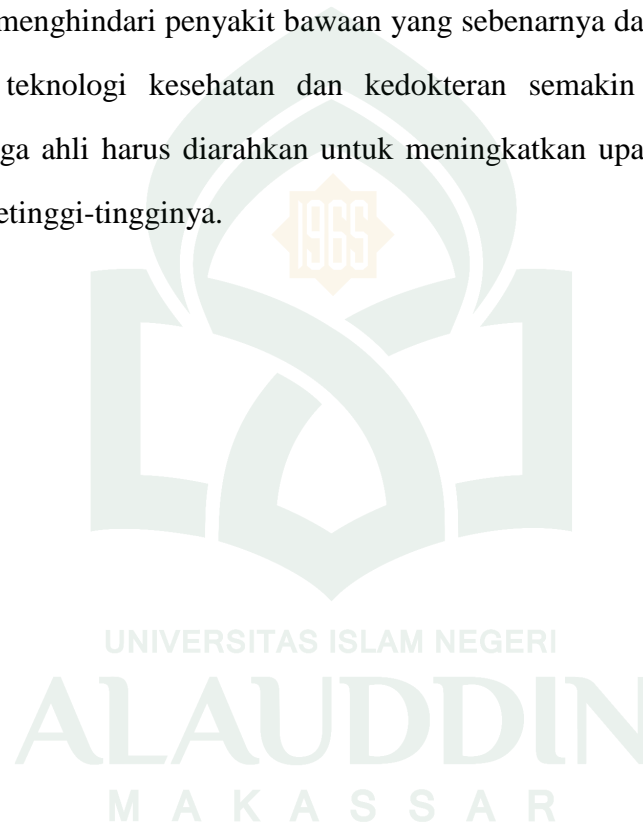 menghindari penyakit bawaan yang sebenarnya da
teknologi kesehatan dan kedokteran semakin
ga ahli harus diarahkan untuk meningkatkan upa
etinggi-tingginya.
1965
UNIVERSITAS ISLAM NEGERI
ALAUDDIN
MAKASSAR